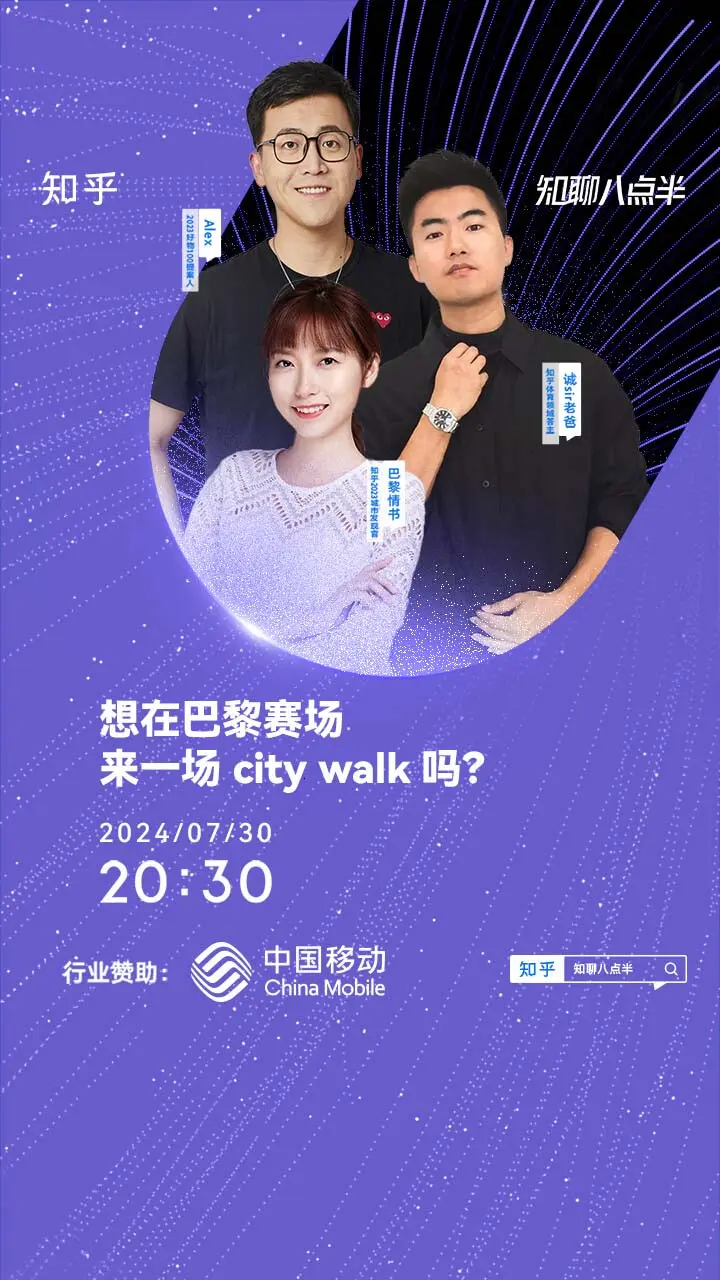 知乎
知聊八点半
Alex
2023好物100提案人
诚sir老爸
知乎体育领域答主
巴黎情书
知乎2023城市发现官
想在巴黎赛场
来一场 city walk 吗?
2024/07/30
20:30
行业赞助:
中国移动
China Mobile
知乎 知聊八点半